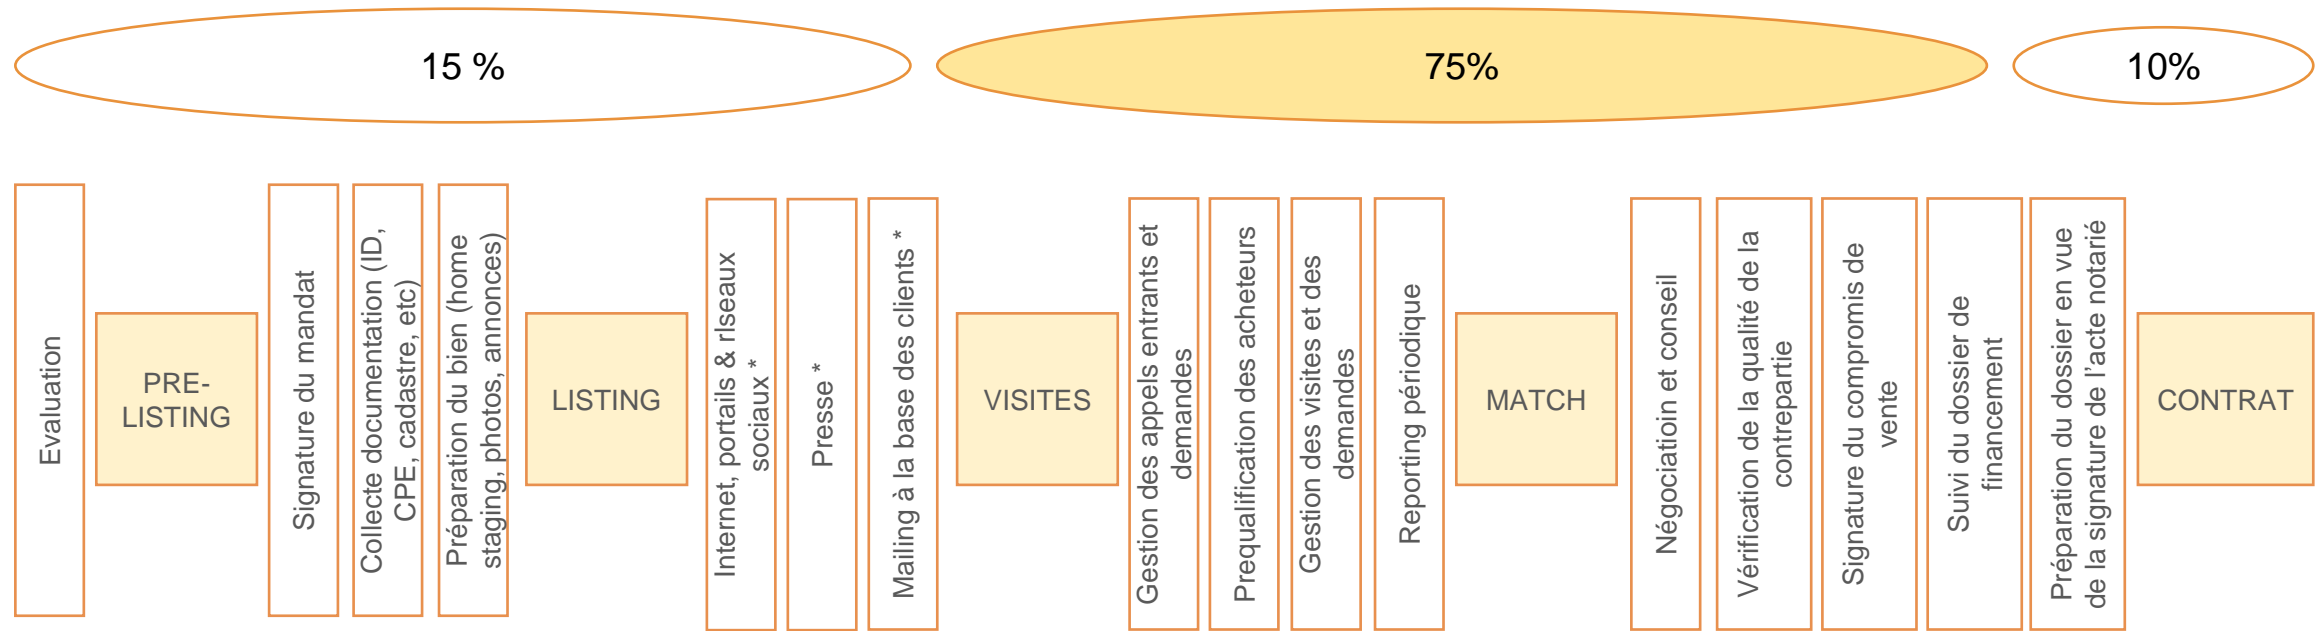 15 %
75%
10%
Evaluation
PRE-
LISTING
Signature du mandat
Collecte documentation (ID,
CPE, cadastre, etc)
Préparation du bien (home
staging, photos, annonces)
LISTING
Internet, portails & rIseaux
sociaux *
Presse *
Mailing à la base des clients *
VISITES
Gestion des appels entrants et
demandes
Prequalification des acheteurs
Gestion des visites et des
demandes
Reporting périodique
MATCH
Négociatioin et conseil
Vérification de la qualité de la
contrepartie
Signature du compromis de
vente
Suivi du dossier de
financement
Préparation du dossier en vue
de la signature de l'acte notarié
CONTRAT